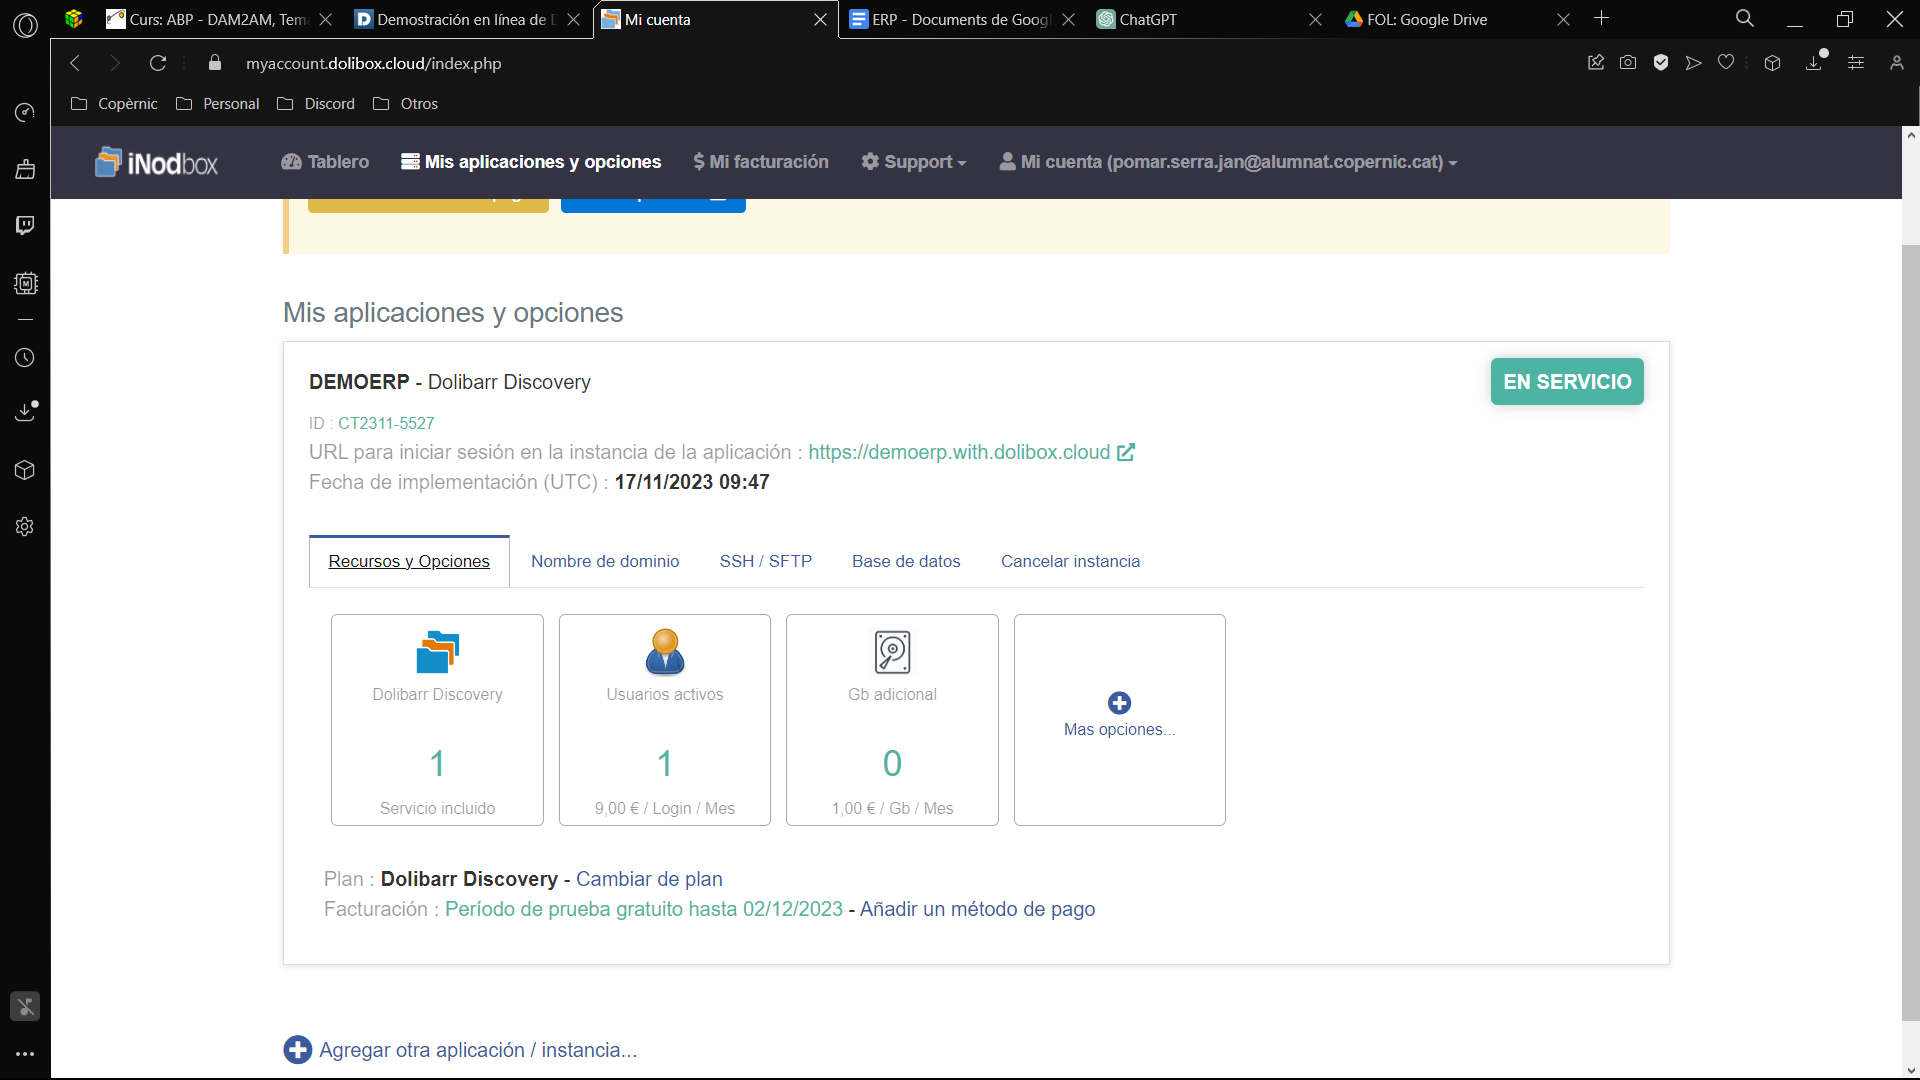 Curs: ABP - DAM2AM, Tem
Demostración en línea de D
Mi cuenta
ERP - Documents de Googl
ChatGPT
FOL: Google Drive
myaccount.dolibox.cloud/index.php
Copèrnic
Personal
Discord
Otros
iNodbox
Tablero
Mis aplicaciones y opciones
$ Mi facturación
Support
Mi cuenta (pomar.serra.jan@alumnat.copernic.cat)
Mis aplicaciones y opciones
DEMOERP - Dolibarr Discovery
EN SERVICIO
ID : CT2311-5527
URL para iniciar sesión en la instancia de la aplicación : https://demoerp.with.dolibox.cloud
Fecha de implementación (UTC) : 17/11/2023 09:47
Recursos y Opciones
Nombre de dominio
SSH / SFTP
Base de datos
Cancelar instancia
Dolibarr Discovery
1
Servicio incluido
Usuarios activos
1
9,00 € / Login / Mes
Gb adicional
0
1,00 € / Gb / Mes
Mas opciones...
Plan : Dolibarr Discovery - Cambiar de plan
Facturación : Período de prueba gratuito hasta 02/12/2023 - Añadir un método de pago
Agregar otra aplicación / instancia...